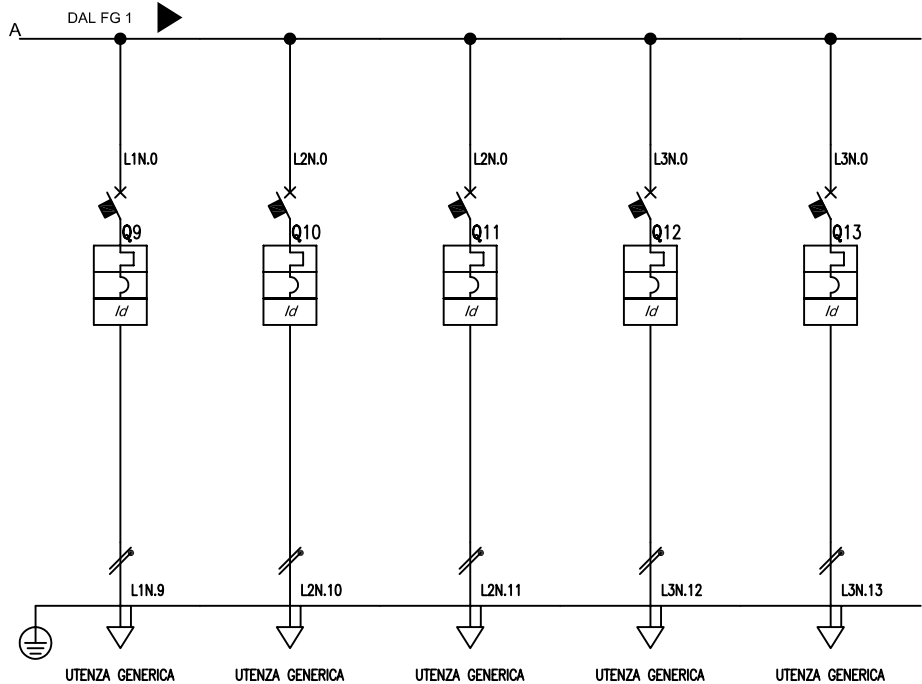 DAL FG 1
A
L1N.0 L2N.0 L2N.0 L3N.0 L3N.0
Q9 Q10 Q11 Q12 Q13
Id Id Id Id Id
L1N.9 L2N.10 L2N.11 L3N.12 L3N.13
UTENZA GENERICA UTENZA GENERICA UTENZA GENERICA UTENZA GENERICA UTENZA GENERICA